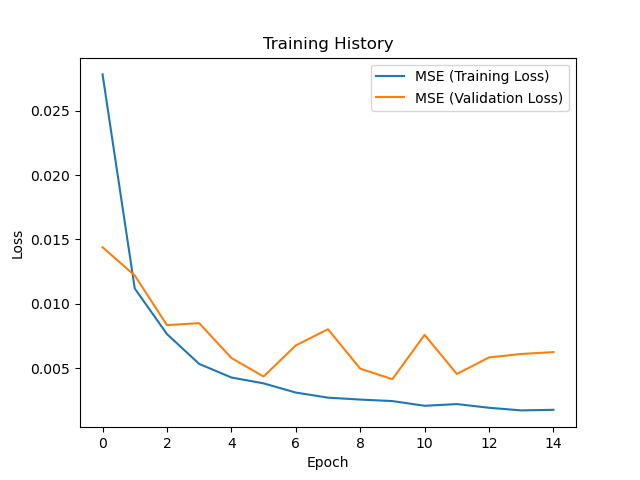 Training History
MSE (Training Loss)
MSE (Validation Loss)
0.025
0.020
0.015
0.010
0.005
Loss
0 2 4 6 8 10 12 14
Epoch